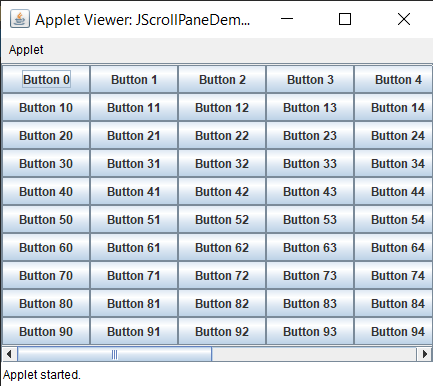 Applet Viewer: JScrollPaneDem...
Applet
Button 0 Button 1 Button 2 Button 3 Button 4
Button 10 Button 11 Button 12 Button 13 Button 14
Button 20 Button 21 Button 22 Button 23 Button 24
Button 30 Button 31 Button 32 Button 33 Button 34
Button 40 Button 41 Button 42 Button 43 Button 44
Button 50 Button 51 Button 52 Button 53 Button 54
Button 60 Button 61 Button 62 Button 63 Button 64
Button 70 Button 71 Button 72 Button 73 Button 74
Button 80 Button 81 Button 82 Button 83 Button 84
Button 90 Button 91 Button 92 Button 93 Button 94
Applet started.